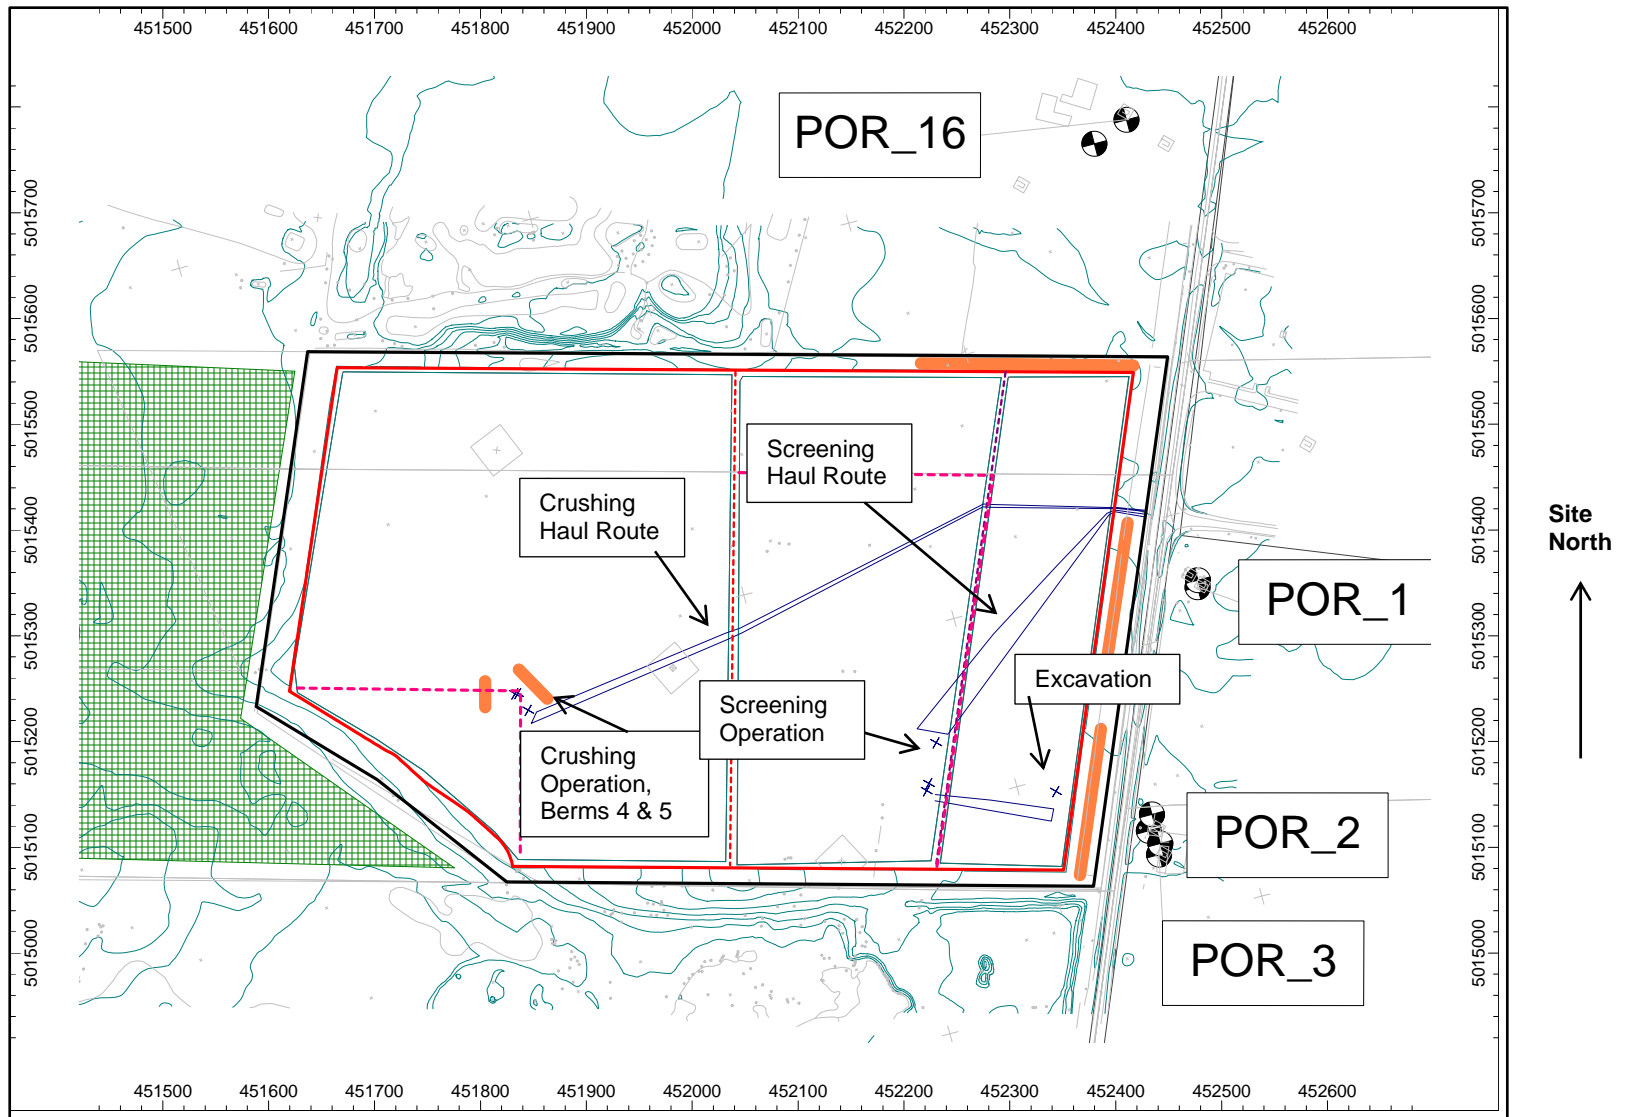 451500 451600 451700 451800 451900 452000 452100 452200 452300 452400 452500 452600
POR_16
5015700
5015700
5015600
5015600
5015500
5015500
Screening
Haul Route
Crushing
Haul Route
5015400
5015400
Site
North
POR_1
5015300
5015300
Excavation
Screening
Operation
5015200
5015200
Crushing
Operation,
Berms 4 & 5
POR_2
5015100
5015100
POR_3
5015000
5015000
451500 451600 451700 451800 451900 452000 452100 452200 452300 452400 452500 452600